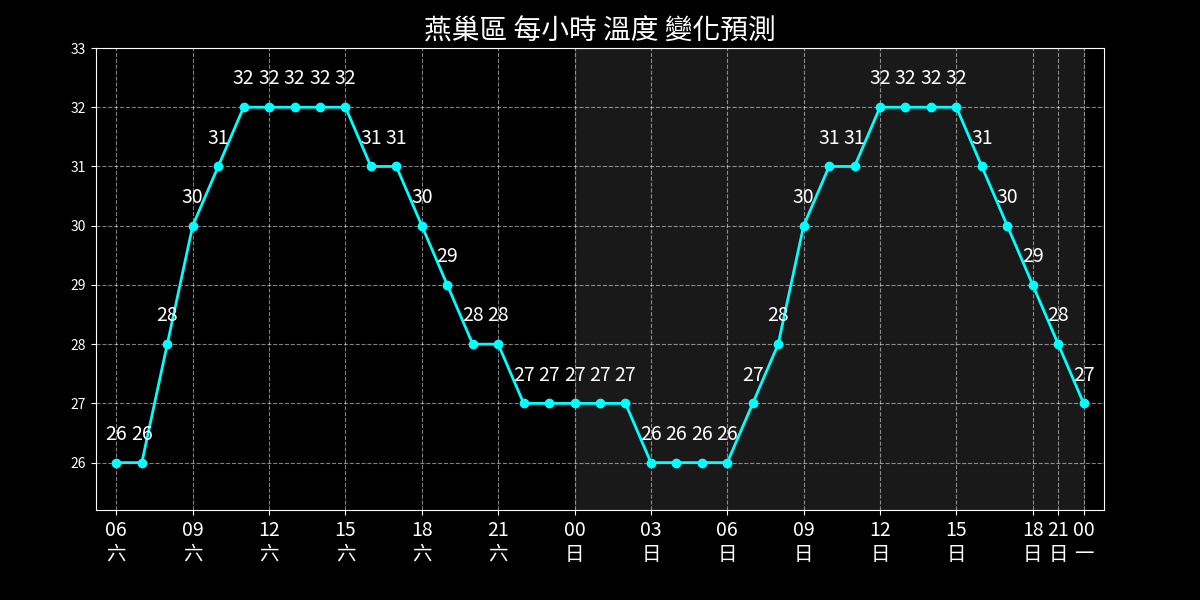 燕巢區 每小時 溫度 變化預測
33
32 32 32 32 32 32 32 32 32
32
31 31 31 31 31 31
31
30 30 30 30
30
29 29
29
28 28 28 28 28
28
27 27 27 27 27 27 27
27
26 26 26 26 26 26
26
06 09 12 15 18 21 00 03 06 09 12 15 18 21 00
六 六 六 六 六 六 日 日 日 日 日 日 日 日 一